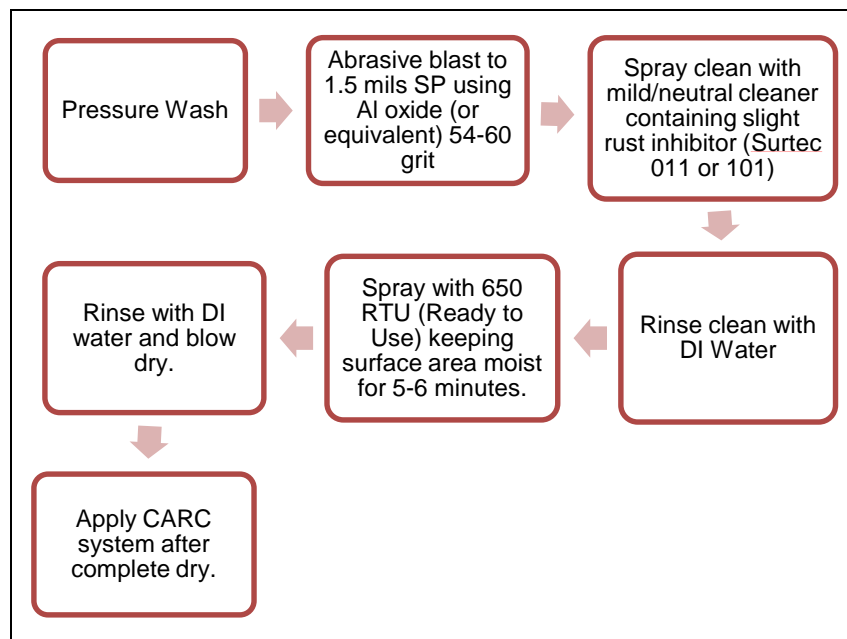 Pressure Wash
Abrasive blast to
1.5 mils SP using
Al oxide (or
equivalent) 54-60
grit
Spray clean with
mild/neutral cleaner
containing slight
rust inhibitor (Surtec
011 or 101)
Rinse clean with
DI Water
Spray with 650
RTU (Ready to
Use) keeping
surface area moist
for 5-6 minutes.
Rinse with DI
water and blow
dry.
Apply CARC
system after
complete dry.